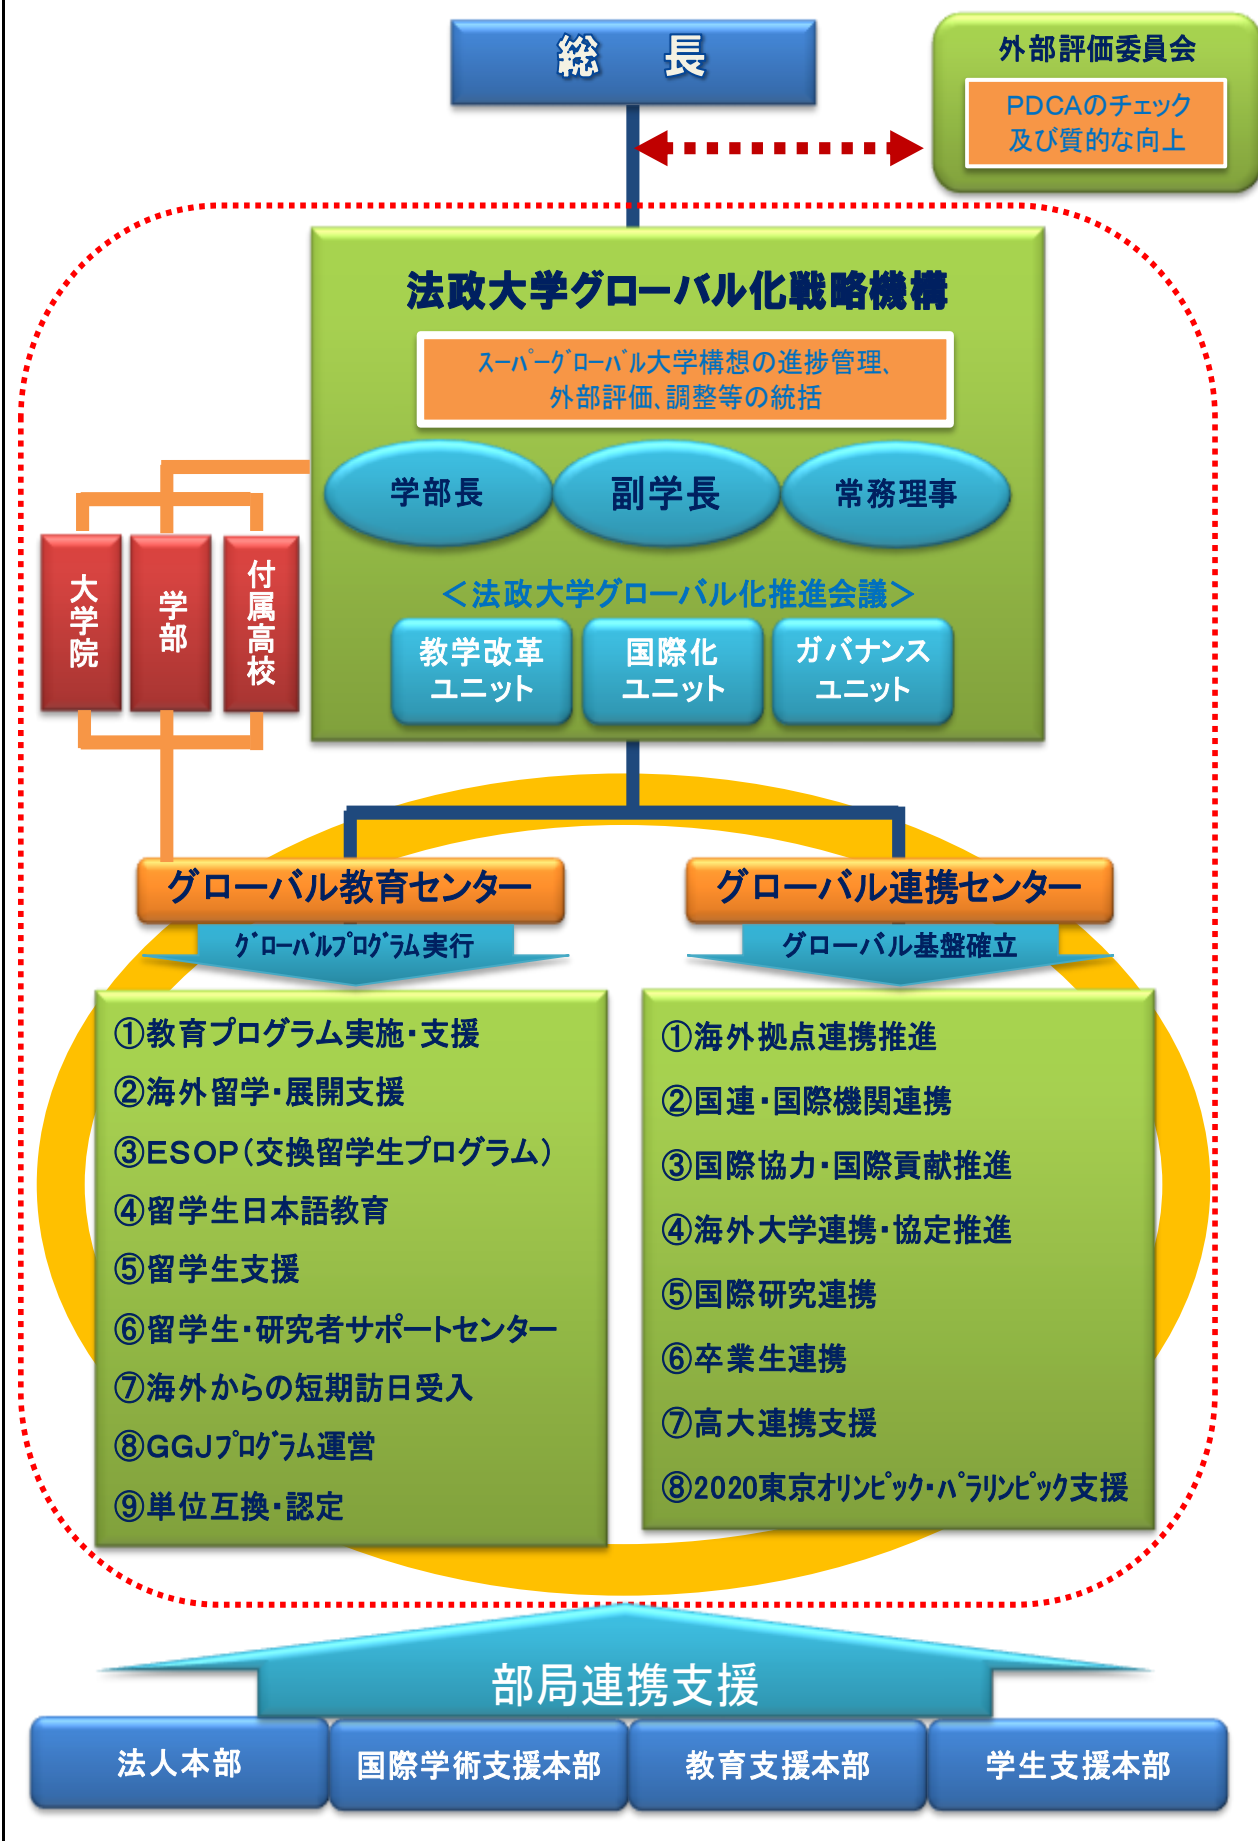 総　長
外部評価委員会
PDCAのチェック
及び質的な向上
法政大学グローバル化戦略機構
ｽｰﾊﾟｰｸﾞﾛｰﾊﾞﾙ大学構想の進捗管理、
外部評価、調整等の統括
学部長
副学長
常務理事
＜法政大学グローバル化推進会議＞
教学改革
ユニット
国際化
ユニット
ガバナンス
ユニット
大学院
学部
付属高校
グローバル教育センター
ｸﾞﾛｰﾊﾞﾙﾌﾟﾛｸﾞﾗﾑ実行
①教育プログラム実施・支援
②海外留学・展開支援
③ESOP（交換留学生プログラム）
④留学生日本語教育
⑤留学生支援
⑥留学生・研究者サポートセンター
⑦海外からの短期訪日受入
⑧GGJﾌﾟﾛｸﾞﾗﾑ運営
⑨単位互換・認定
グローバル連携センター
グローバル基盤確立
①海外拠点連携推進
②国連・国際機関連携
③国際協力・国際貢献推進
④海外大学連携・協定推進
⑤国際研究連携
⑥卒業生連携
⑦高大連携支援
⑧2020東京ｵﾘﾝﾋﾟｯｸ・ﾊﾟﾗﾘﾝﾋﾟｯｸ支援
部局連携支援
法人本部
国際学術支援本部
教育支援本部
学生支援本部